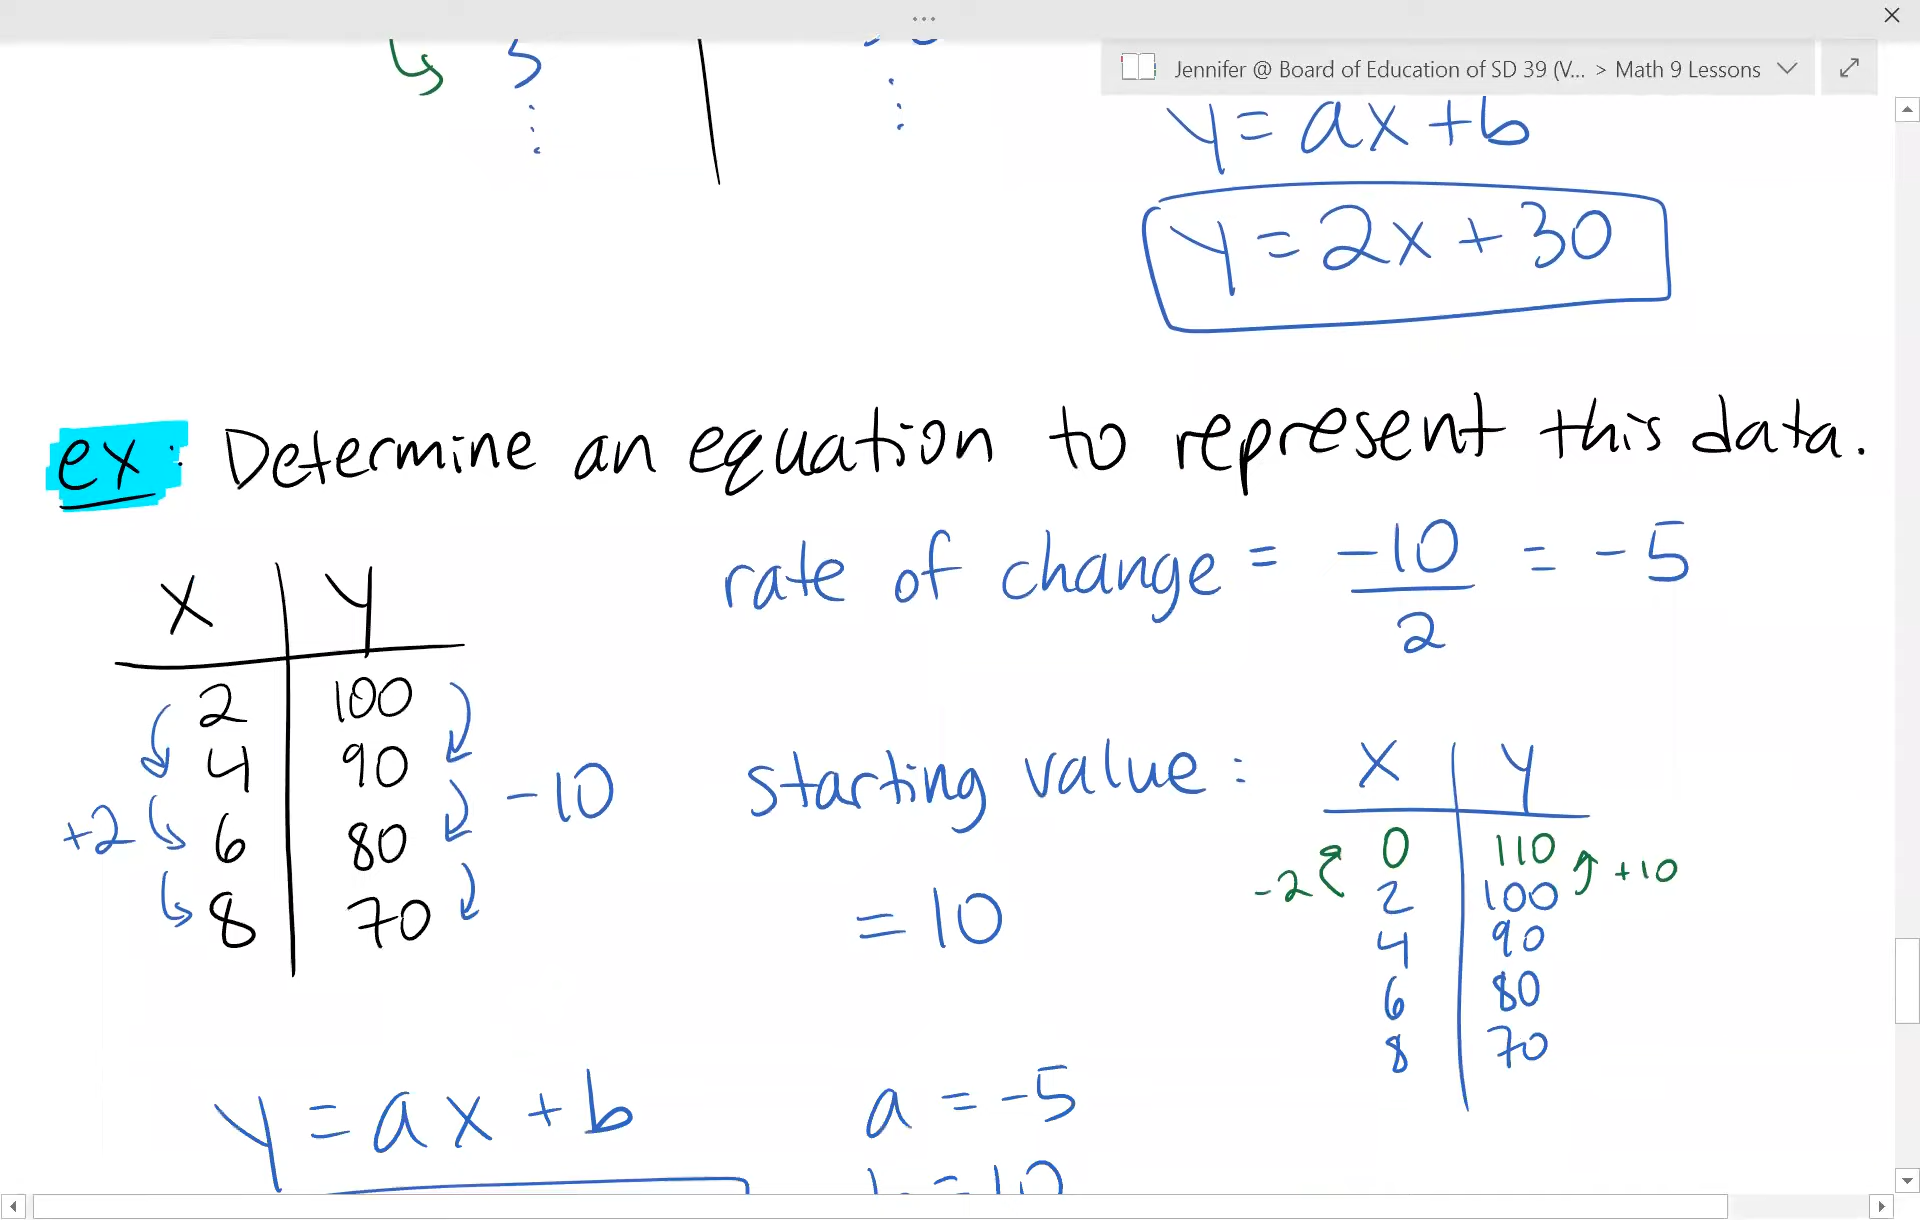 Jennifer @ Board of Education of SD 39 (V... > Math 9 Lessons
5
y = ax + b
y = 2x + 30
ex: Determine an equation to represent this data.
rate of change = -10/2 = -5
x | y
2 | 100
4 | 90
6 | 80
8 | 70
+2
-10
starting value:
= 10
x | y
0 | 110
2 | 100
4 | 90
6 | 80
8 | 70
-2
+10
y = ax + b
a = -5
b = 10